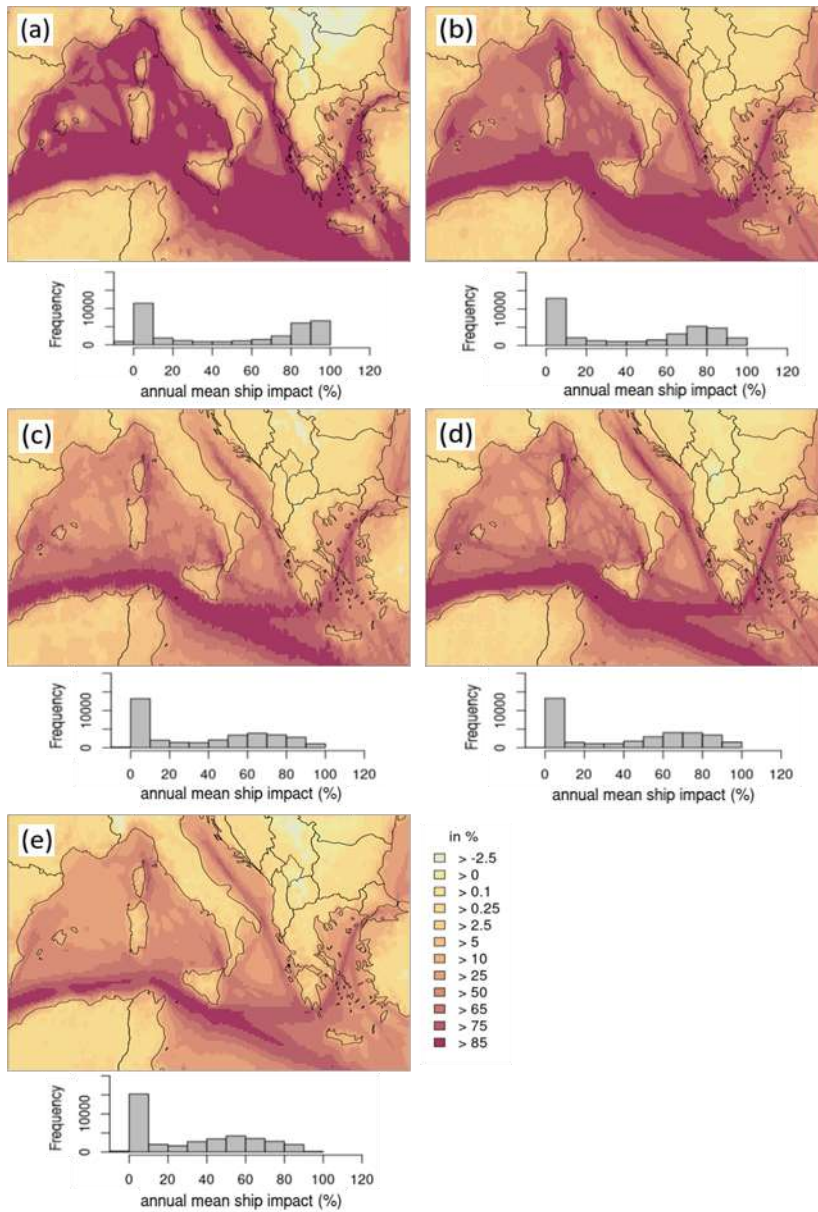 (a)
(b)
Frequency
0 10000
0 20 40 60 80 100 120
annual mean ship impact (%)
Frequency
0 10000
0 20 40 60 80 100 120
annual mean ship impact (%)
(c)
(d)
Frequency
0 10000
0 20 40 60 80 100 120
annual mean ship impact (%)
Frequency
0 10000
0 20 40 60 80 100 120
annual mean ship impact (%)
(e)
in %
> -2.5
> 0
> 0.1
> 0.25
> 2.5
> 5
> 10
> 25
> 50
> 65
> 75
> 85
Frequency
0 10000
0 20 40 60 80 100 120
annual mean ship impact (%)